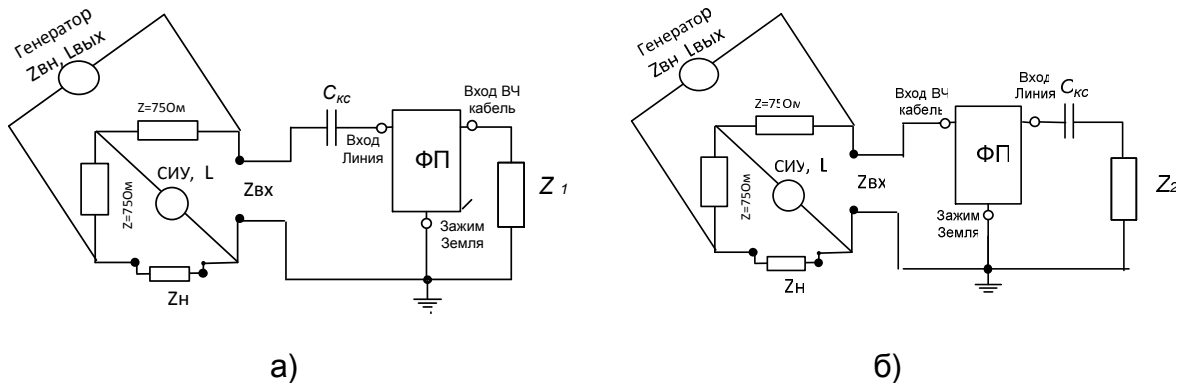 Генератор
Zвн, Lвых
Z=75Ом
Z=75Ом
СИУ, L
Zвх
Zн
Cкс
Вход
Линия
ФП
Вход ВЧ
кабель
Z 1
Зажим
Земля
а)
Генератор
Zвн, Lвых
Z=75Ом
Z=75Ом
СИУ, L
Zвх
Zн
Вход ВЧ
кабель
ФП
Вход
Линия
Cкс
Z2
Зажим
Земля
б)